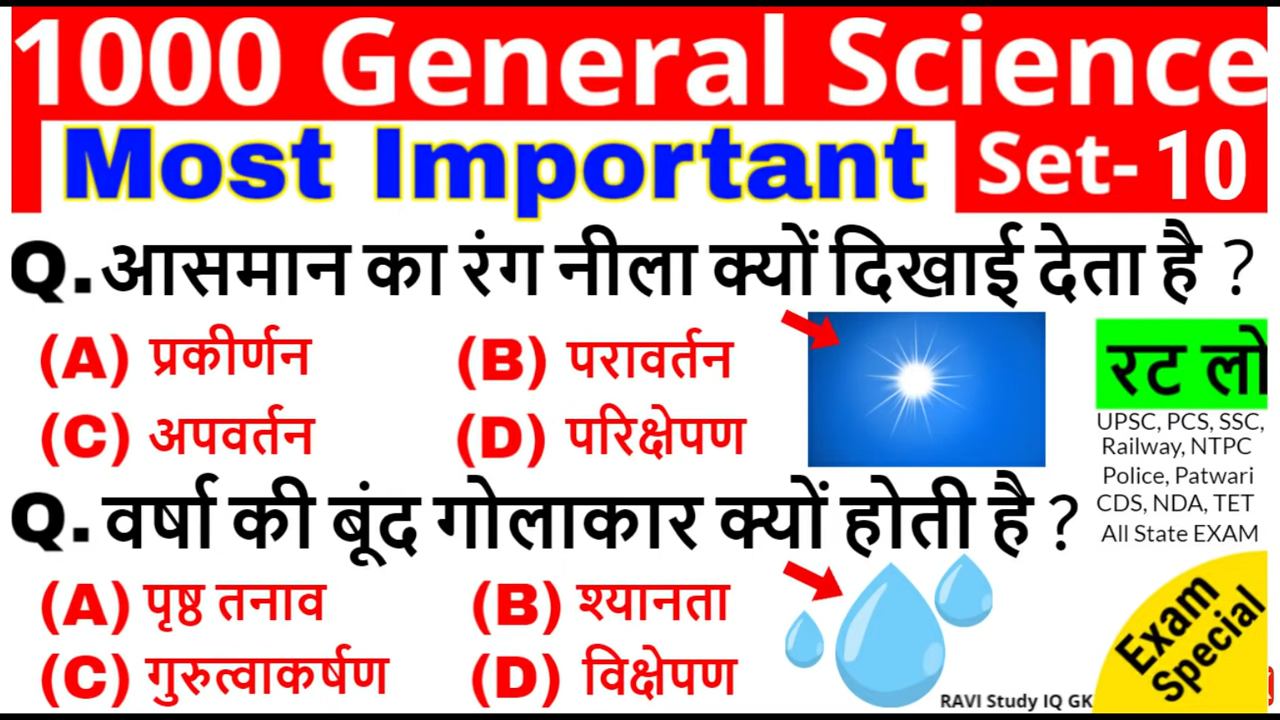 1000 General Science
Most Important Set-10
Q. आसमान का रंग नीला क्यों दिखाई देता है ?
(A) प्रकीर्णन (B) परावर्तन
(C) अपवर्तन (D) परिक्षेपण
रट लो
UPSC, PCS, SSC,
Railway, NTPC
Police, Patwari
CDS, NDA, TET
All State EXAM
Q. वर्षा की बूंद गोलाकार क्यों होती है ?
(A) पृष्ठ तनाव (B) श्यानता
(C) गुरुत्वाकर्षण (D) विक्षेपण
Exam
Special
RAVI Study IQ GK